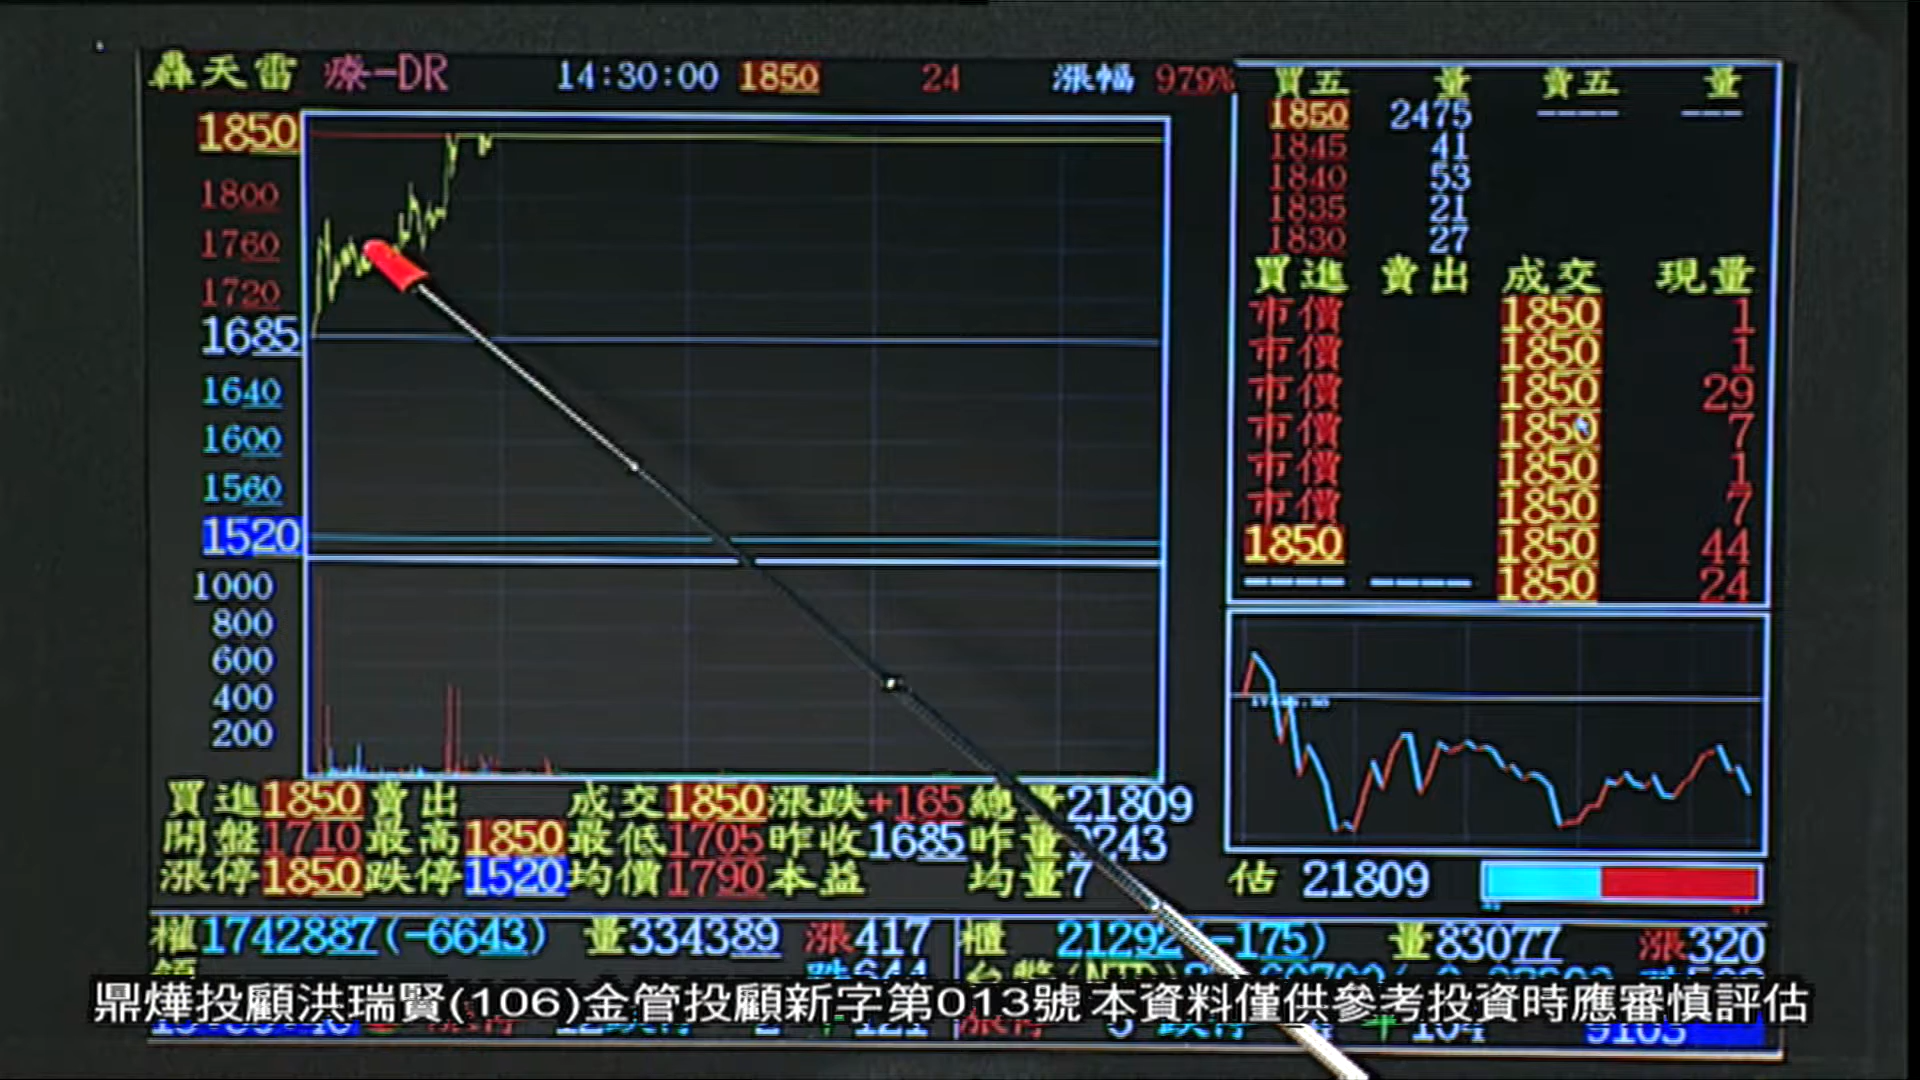 轟天雷 療-DR 14:30:00 1850 24 漲幅 979%
1850
1800
1760
1720
1685
1640
1600
1560
1520
1000
800
600
400
200
買五 量 賣五 量
1850 2475 ---- ---
1845 41
1840 53
1835 21
1830 27
買進 賣出 成交 現量
市價 1850 1
市價 1850 1
市價 1850 29
市價 1850 7
市價 1850 1
市價 1850 7
1850 1850 44
---- ---- 1850 24
買進1850 賣出 成交1850 漲跌+165 總量21809
開盤1710 最高1850 最低1705 昨收1685 昨量 243
漲停1850 跌停1520 均價1790 本益 均量7
估 21809
權1742887(-6643) 量334389 漲417
櫃 21292(-175) 量83077 漲320
鼎燁投顧洪瑞賢(106)金管投顧新字第013號 本資料僅供參考投資時應審慎評估